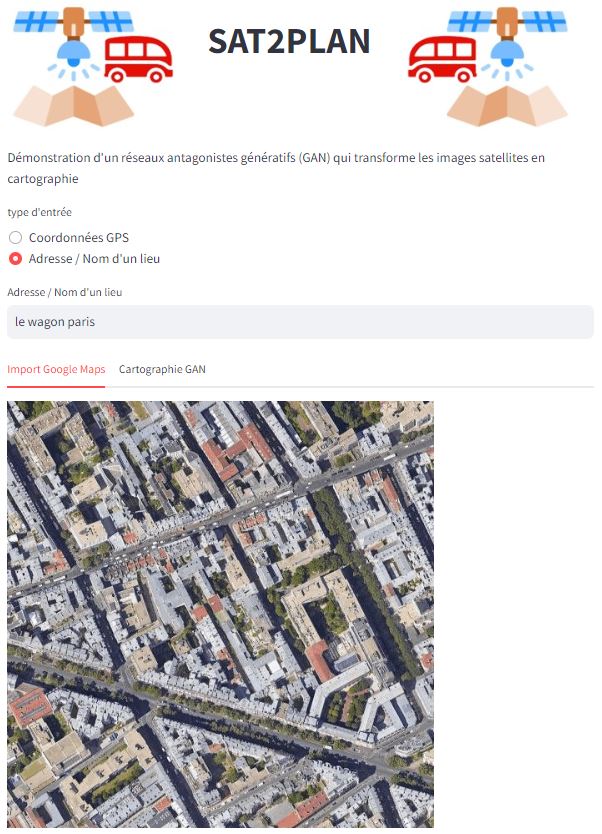 SAT2PLAN
Démonstration d'un réseaux antagonistes génératifs (GAN) qui transforme les images satellites en
cartographie
type d'entrée
Coordonnées GPS
Adresse / Nom d'un lieu
Adresse / Nom d'un lieu
le wagon paris
Import Google Maps Cartographie GAN